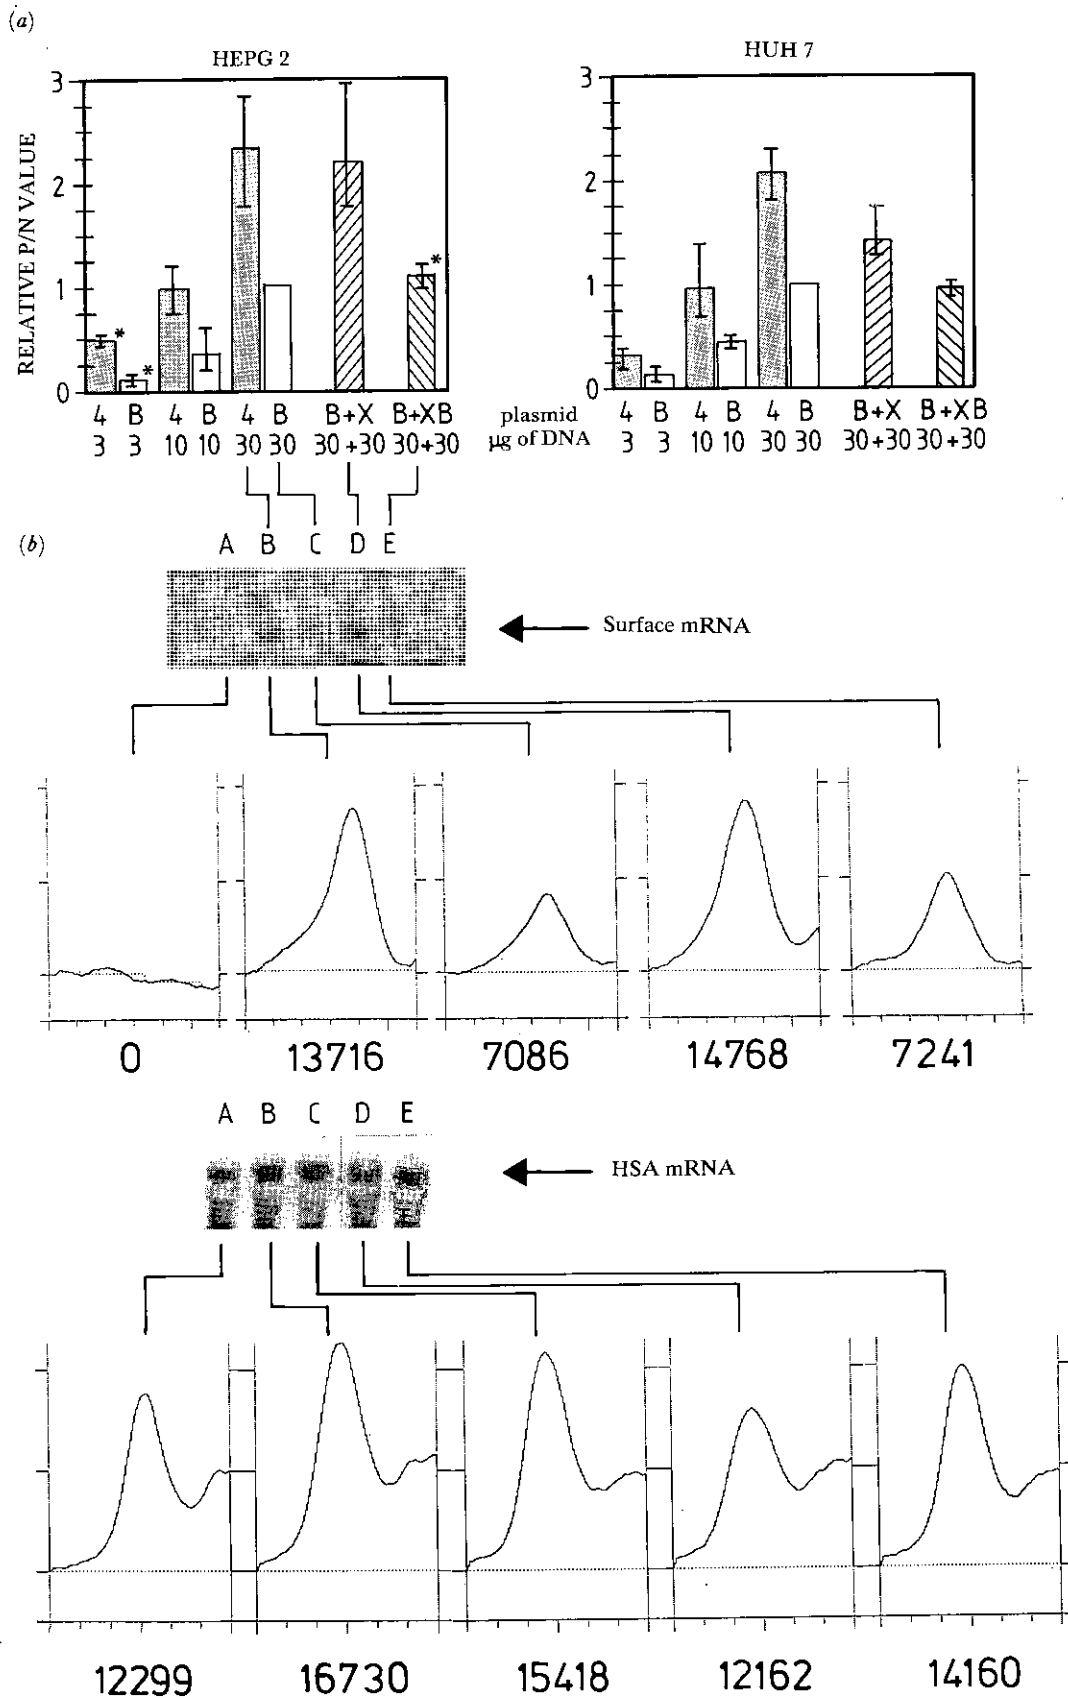 (a)
HEPG 2
HUH 7
RELATIVE P/N VALUE
3
2
1
0
3
2
1
0
* * *
4 B 4 B 4 B B+X B+XB
3 3 10 10 30 30 30+30 30+30
plasmid
µg of DNA
4 B 4 B 4 B B+X B+XB
3 3 10 10 30 30 30+30 30+30
(b)
A B C D E
Surface mRNA
0 13716 7086 14768 7241
A B C D E
HSA mRNA
12299 16730 15418 12162 14160